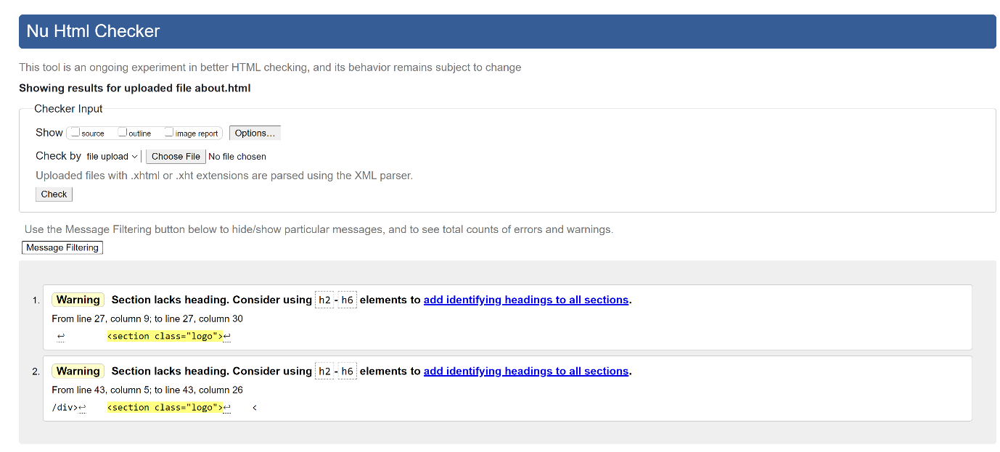 Nu Html Checker
This tool is an ongoing experiment in better HTML checking, and its behavior remains subject to change
Showing results for uploaded file about.html
Checker Input
Show source outline image report Options...
Check by file upload Choose File No file chosen
Uploaded files with .xhtml or .xht extensions are parsed using the XML parser.
Check
Use the Message Filtering button below to hide/show particular messages, and to see total counts of errors and warnings.
Message Filtering
1. Warning Section lacks heading. Consider using h2 - h6 elements to add identifying headings to all sections.
From line 27, column 9; to line 27, column 30
↩ <section class="logo">↩
2. Warning Section lacks heading. Consider using h2 - h6 elements to add identifying headings to all sections.
From line 43, column 5; to line 43, column 26
/div>↩ <section class="logo">↩ <